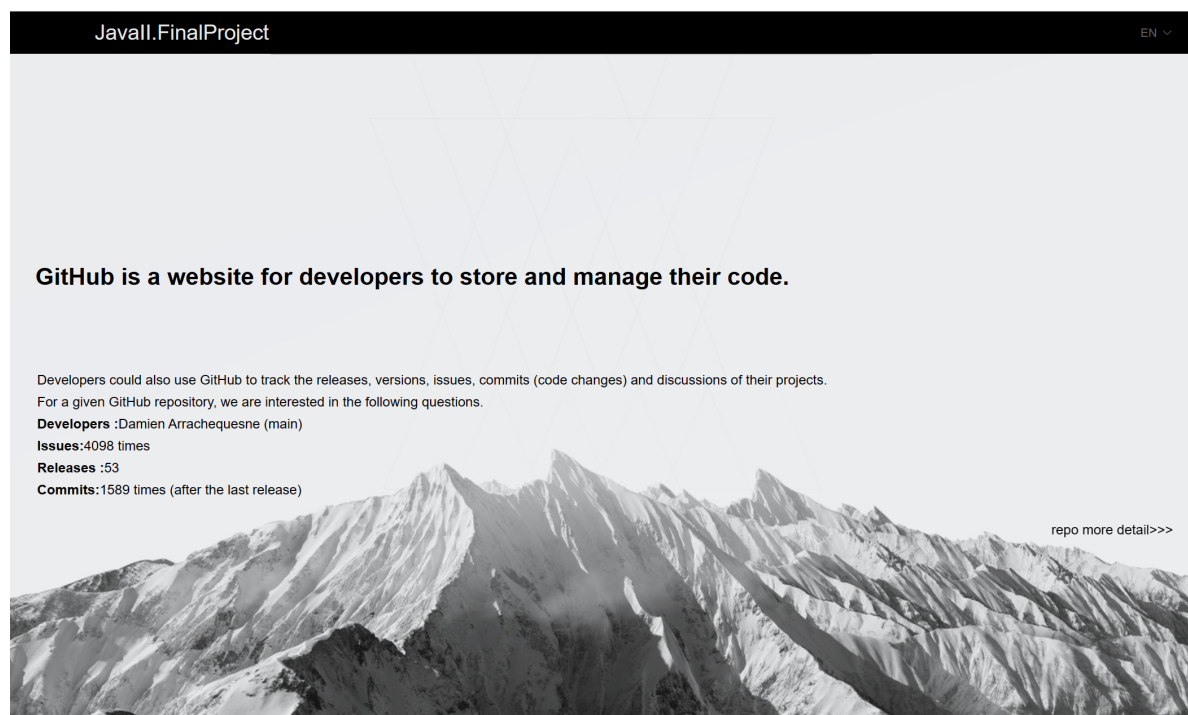 JavaII.FinalProject
EN
GitHub is a website for developers to store and manage their code.
Developers could also use GitHub to track the releases, versions, issues, commits (code changes) and discussions of their projects.
For a given GitHub repository, we are interested in the following questions.
Developers :Damien Arrachequesne (main)
Issues:4098 times
Releases :53
Commits:1589 times (after the last release)
repo more detail>>>